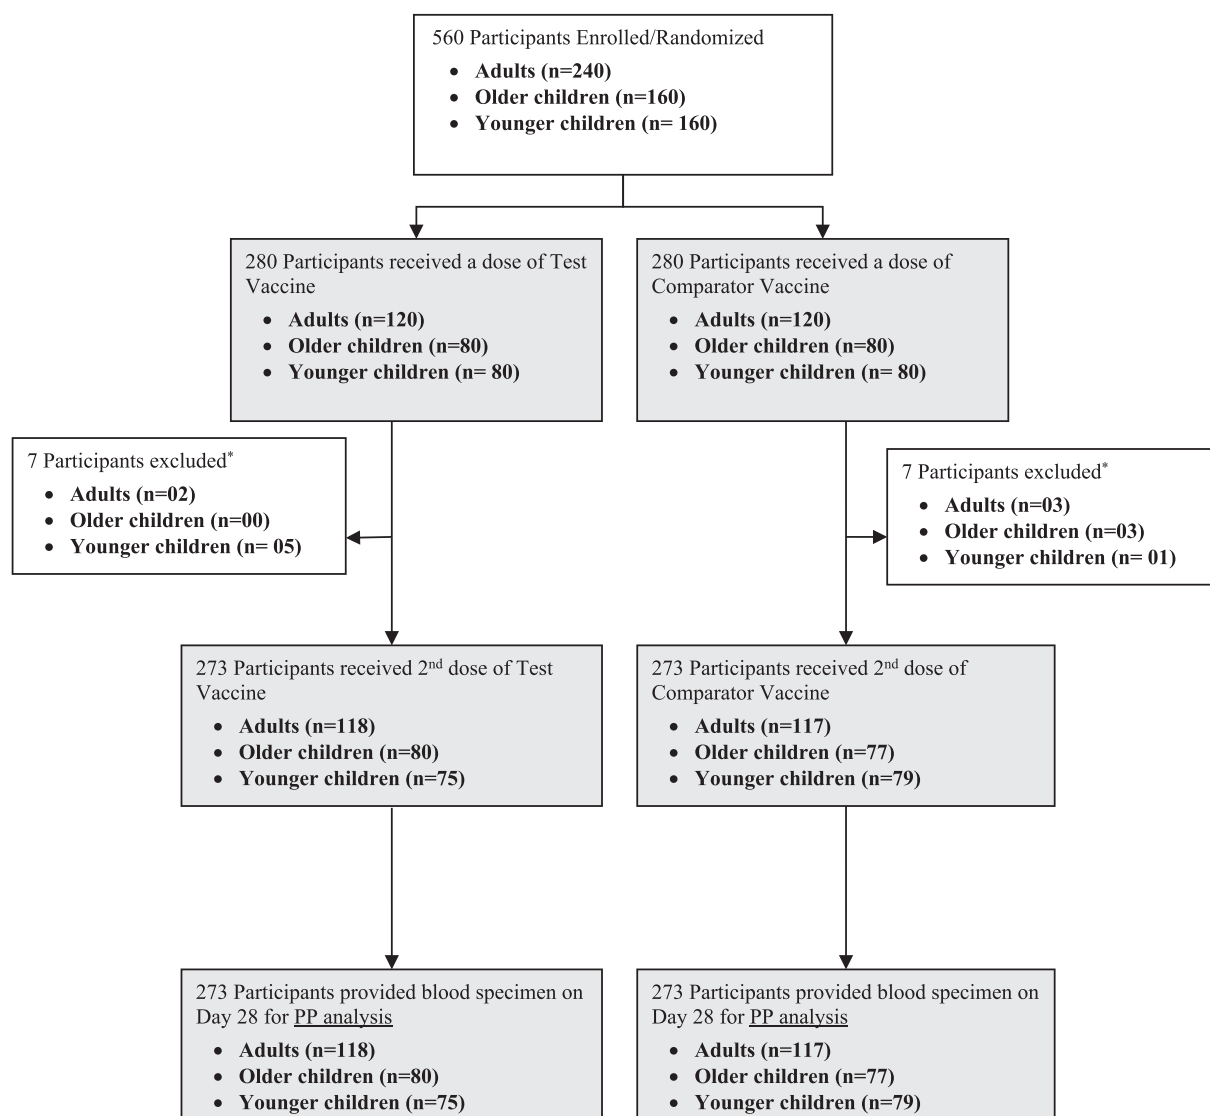 560 Participants Enrolled/Randomized
• Adults (n=240)
• Older children (n=160)
• Younger children (n= 160)
280 Participants received a dose of Test
Vaccine
• Adults (n=120)
• Older children (n=80)
• Younger children (n= 80)
280 Participants received a dose of
Comparator Vaccine
• Adults (n=120)
• Older children (n=80)
• Younger children (n= 80)
7 Participants excluded*
• Adults (n=02)
• Older children (n=00)
• Younger children (n= 05)
7 Participants excluded*
• Adults (n=03)
• Older children (n=03)
• Younger children (n= 01)
273 Participants received 2nd dose of Test
Vaccine
• Adults (n=118)
• Older children (n=80)
• Younger children (n=75)
273 Participants received 2nd dose of
Comparator Vaccine
• Adults (n=117)
• Older children (n=77)
• Younger children (n=79)
273 Participants provided blood specimen on
Day 28 for PP analysis
• Adults (n=118)
• Older children (n=80)
• Younger children (n=75)
273 Participants provided blood specimen on
Day 28 for PP analysis
• Adults (n=117)
• Older children (n=77)
• Younger children (n=79)